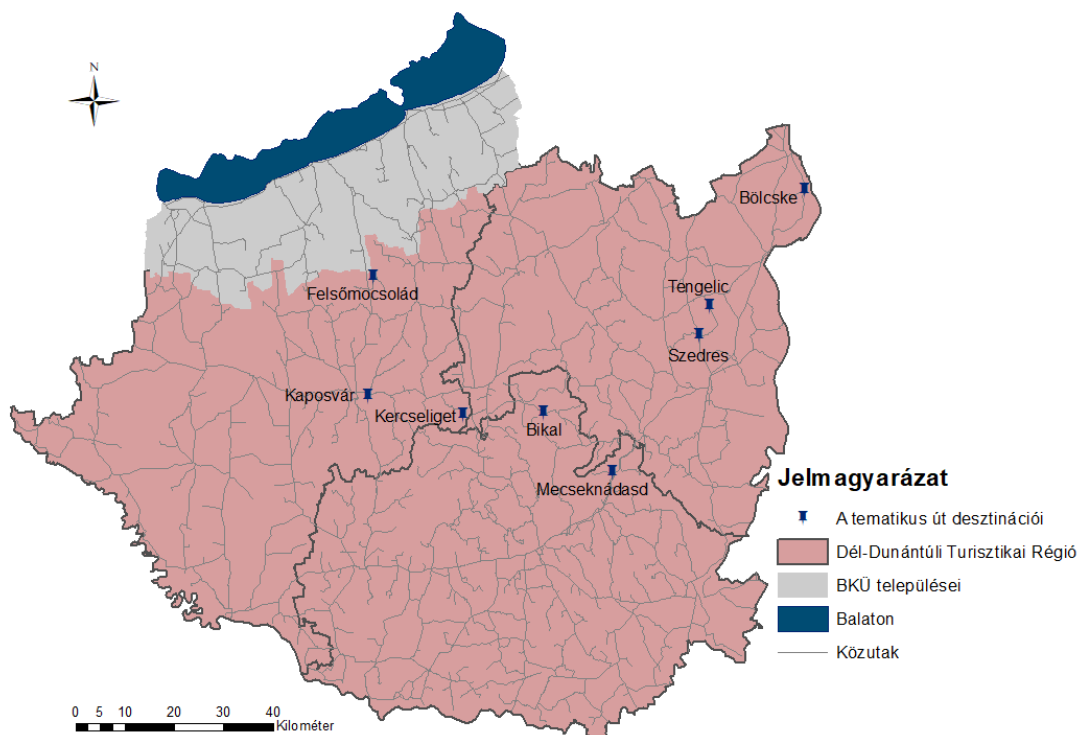 N
Bölcske
Tengelic
Felsőmocsolád
Szedres
Kaposvár
Kercseliget
Bikal
Mecseknádasd
Jelmagyarázat
A tematikus út desztinációi
Dél-Dunántúli Turisztikai Régió
BKÜ települései
Balaton
Közutak
0 5 10 20 30 40
Kilométer